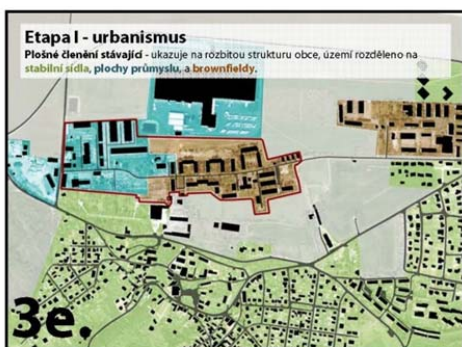 Etapa I - urbanismus
Plošné členění stávající - ukazuje na rozbitou strukturu obce, území rozděleno na
stabilní sídla, plochy průmyslu, a brownfieldy.
3e.